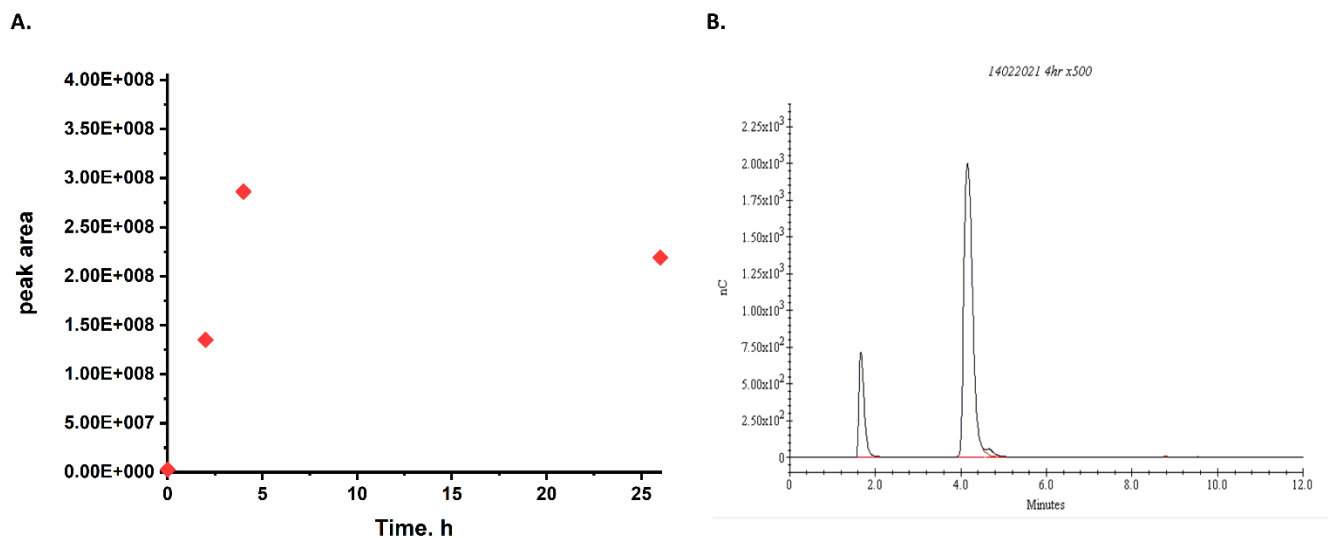 A.
4.00E+008
3.50E+008
3.00E+008
2.50E+008
2.00E+008
1.50E+008
1.00E+008
5.00E+007
0.00E+000
peak area
0 5 10 15 20 25
Time. h
B.
14022021 4hr x500
2.25x10³
2.00x10³
1.75x10³
1.50x10³
1.25x10³
1.00x10³
7.50x10²
5.00x10²
2.50x10²
0
nC
0 2.0 4.0 6.0 8.0 10.0 12.0
Minutes